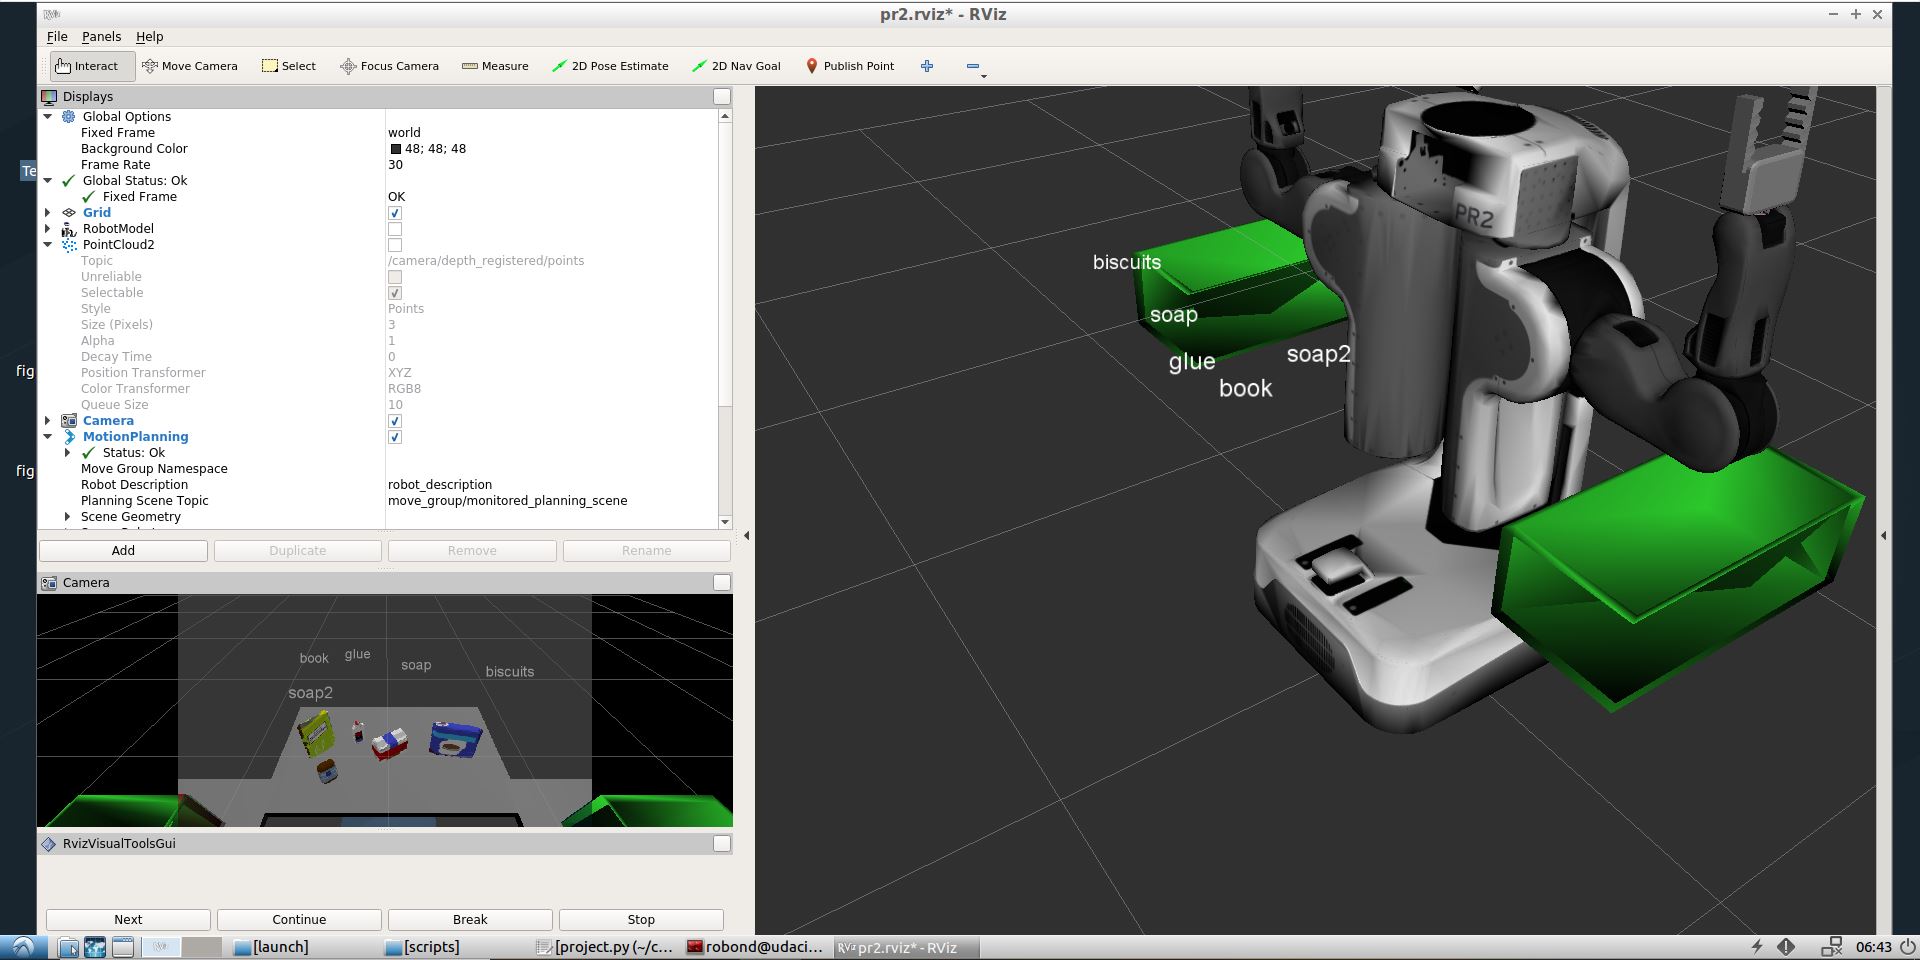 pr2.rviz* - RViz
File Panels Help
Interact Move Camera Select Focus Camera Measure 2D Pose Estimate 2D Nav Goal Publish Point
Displays
Global Options
Fixed Frame world
Background Color 48; 48; 48
Frame Rate 30
Global Status: Ok
Fixed Frame OK
Grid
RobotModel
PointCloud2
Topic /camera/depth_registered/points
Unreliable
Selectable
Style Points
Size (Pixels) 3
Alpha 1
Decay Time 0
Position Transformer XYZ
Color Transformer RGB8
Queue Size 10
Camera
MotionPlanning
Status: Ok
Move Group Namespace
Robot Description robot_description
Planning Scene Topic move_group/monitored_planning_scene
Scene Geometry
Add Duplicate Remove Rename
Te
fig
fig
Camera
book glue soap biscuits
soap2
RvizVisualToolsGui
Next Continue Break Stop
PR2
biscuits
soap
glue soap2
book
[launch] [scripts] [project.py (~/c... robond@udaci... RViz pr2.rviz* - RViz 06:43